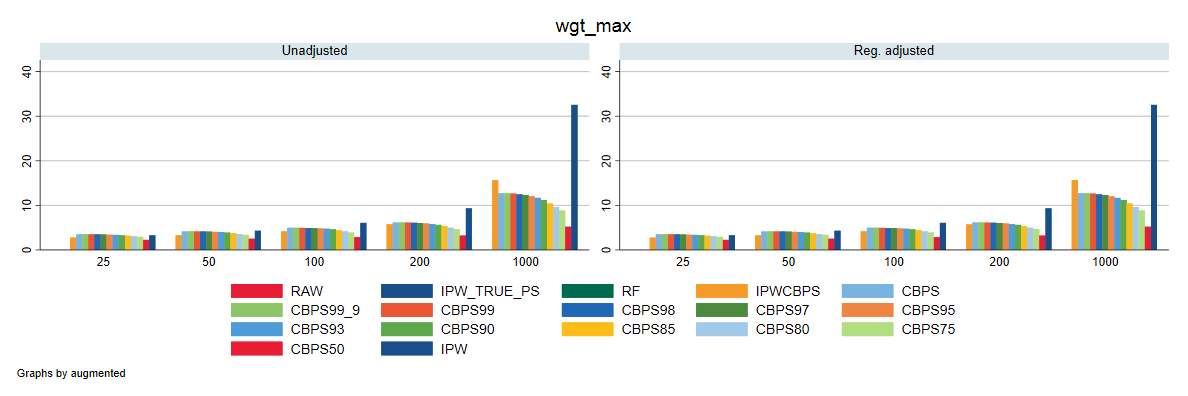 wgt_max
Unadjusted
Reg. adjusted
40
30
20
10
0
25 50 100 200 1000
40
30
20
10
0
25 50 100 200 1000
RAW IPW_TRUE_PS RF IPWCBPS CBPS
CBPS99_9 CBPS99 CBPS98 CBPS97 CBPS95
CBPS93 CBPS90 CBPS85 CBPS80 CBPS75
CBPS50 IPW
Graphs by augmented